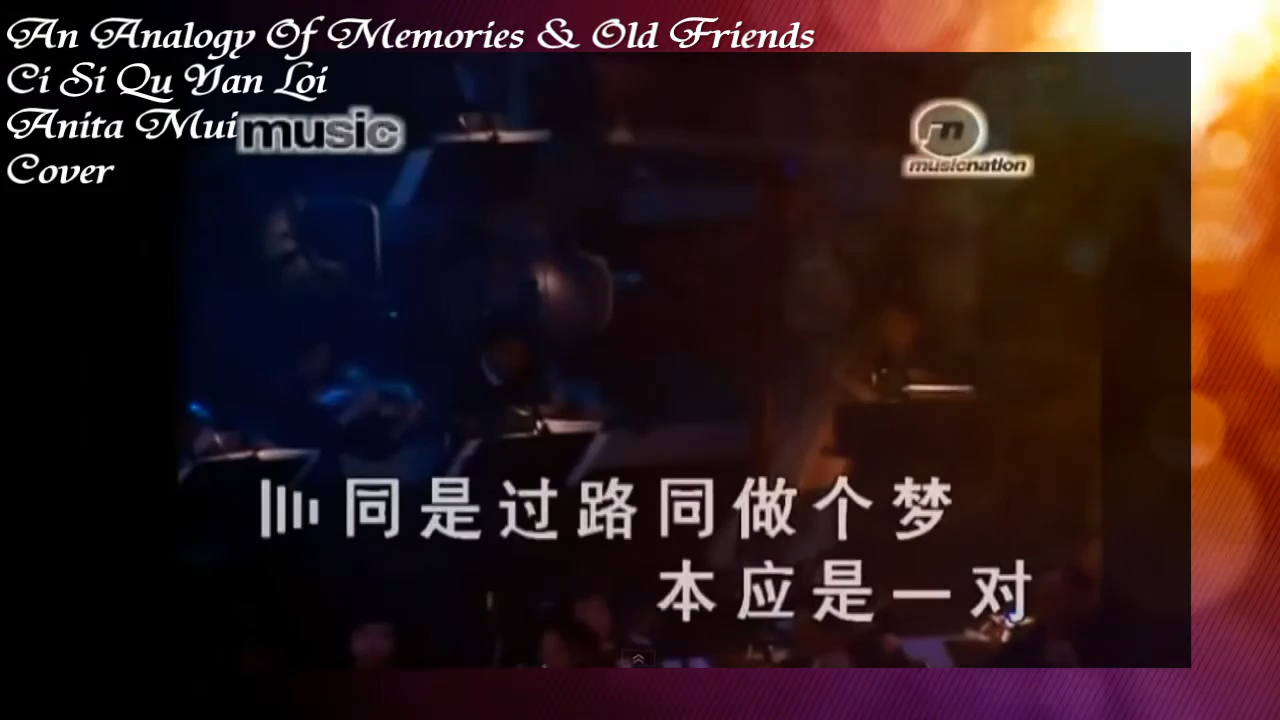 An Analogy Of Memories & Old Friends
Ci Si Qu Yan Loi
Anita Mui
Cover
music
m
musicnation
同是过路同做个梦
本应是一对